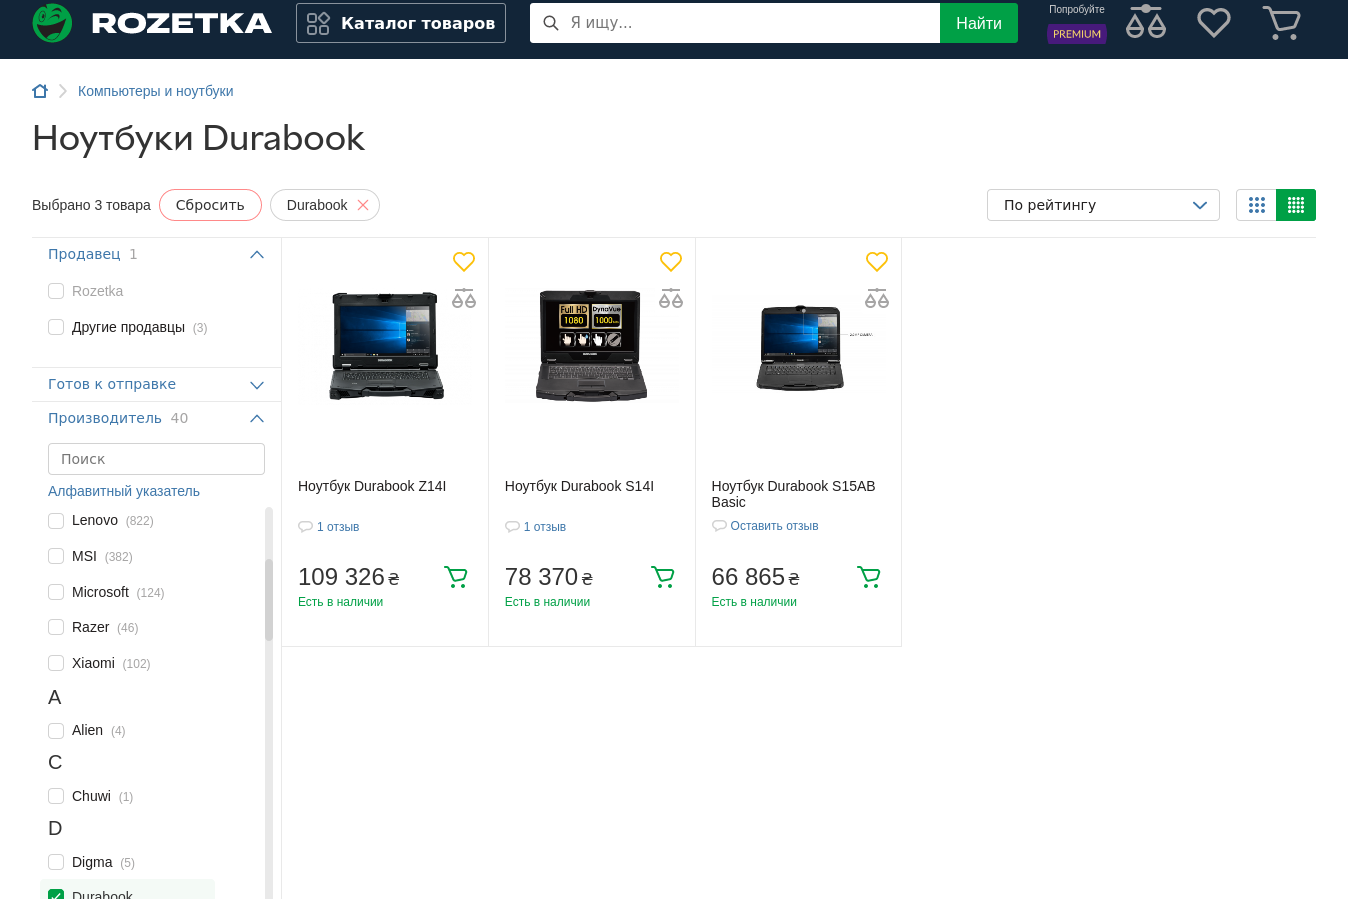 ROZETKA
Каталог товаров
Я ищу...
Найти
Попробуйте
PREMIUM
Компьютеры и ноутбуки
Ноутбуки Durabook
Выбрано 3 товара
Сбросить
Durabook
По рейтингу
Продавец 1
Rozetka
Другие продавцы (3)
Готов к отправке
Производитель 40
Поиск
Алфавитный указатель
Lenovo (822)
MSI (382)
Microsoft (124)
Razer (46)
Xiaomi (102)
A
Alien (4)
C
Chuwi (1)
D
Digma (5)
Durabook
Ноутбук Durabook Z14I
1 отзыв
109 326 ₴
Есть в наличии
Full HD
1080
DynaVue
1000
Ноутбук Durabook S14I
1 отзыв
78 370 ₴
Есть в наличии
Ноутбук Durabook S15AB
Basic
Оставить отзыв
66 865 ₴
Есть в наличии